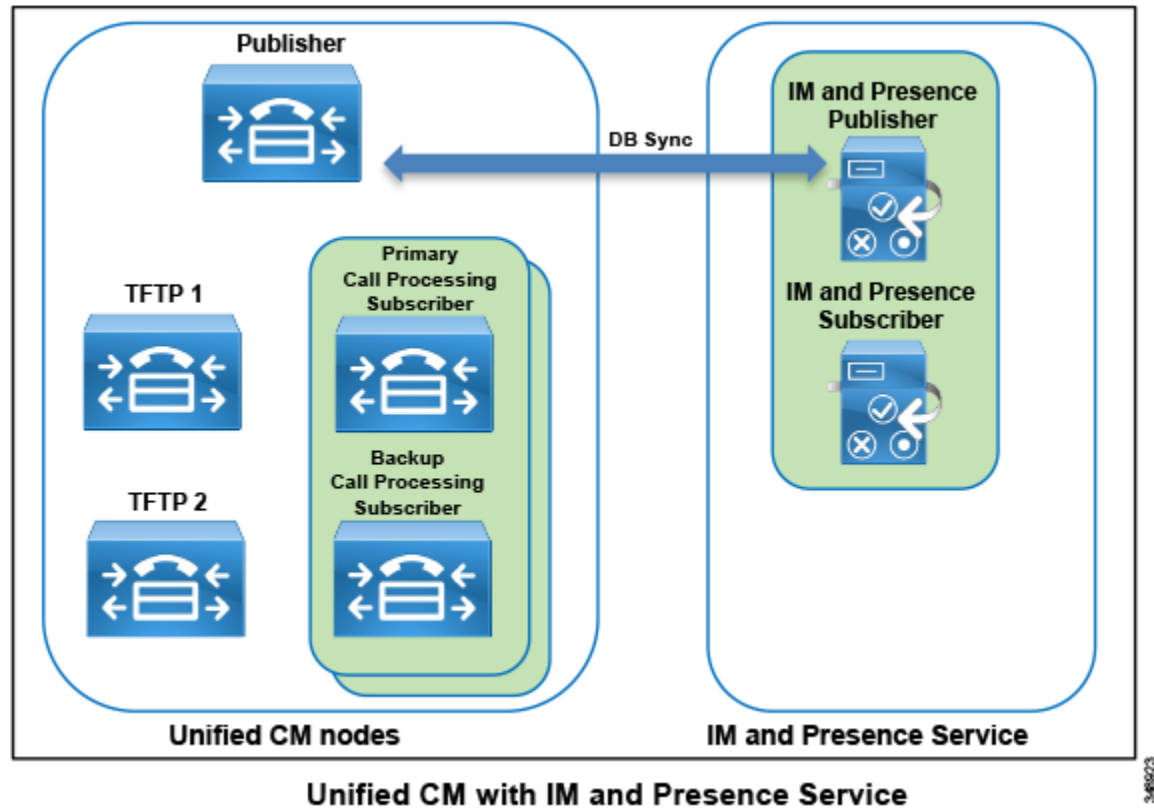 Publisher
DB Sync
IM and Presence
Publisher
Primary
Call Processing
Subscriber
TFTP 1
IM and Presence
Subscriber
Backup
Call Processing
Subscriber
TFTP 2
Unified CM nodes
IM and Presence Service
348923
Unified CM with IM and Presence Service